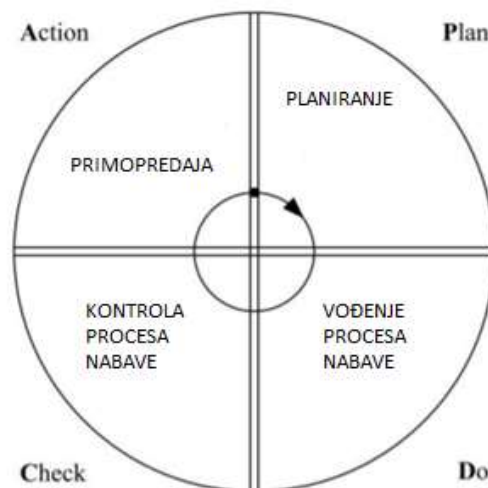 Action
Plan
PLANIRANJE
PRIMOPREDAJA
KONTROLA
PROCESA
NABAVE
VOĐENJE
PROCESA
NABAVE
Check
Do